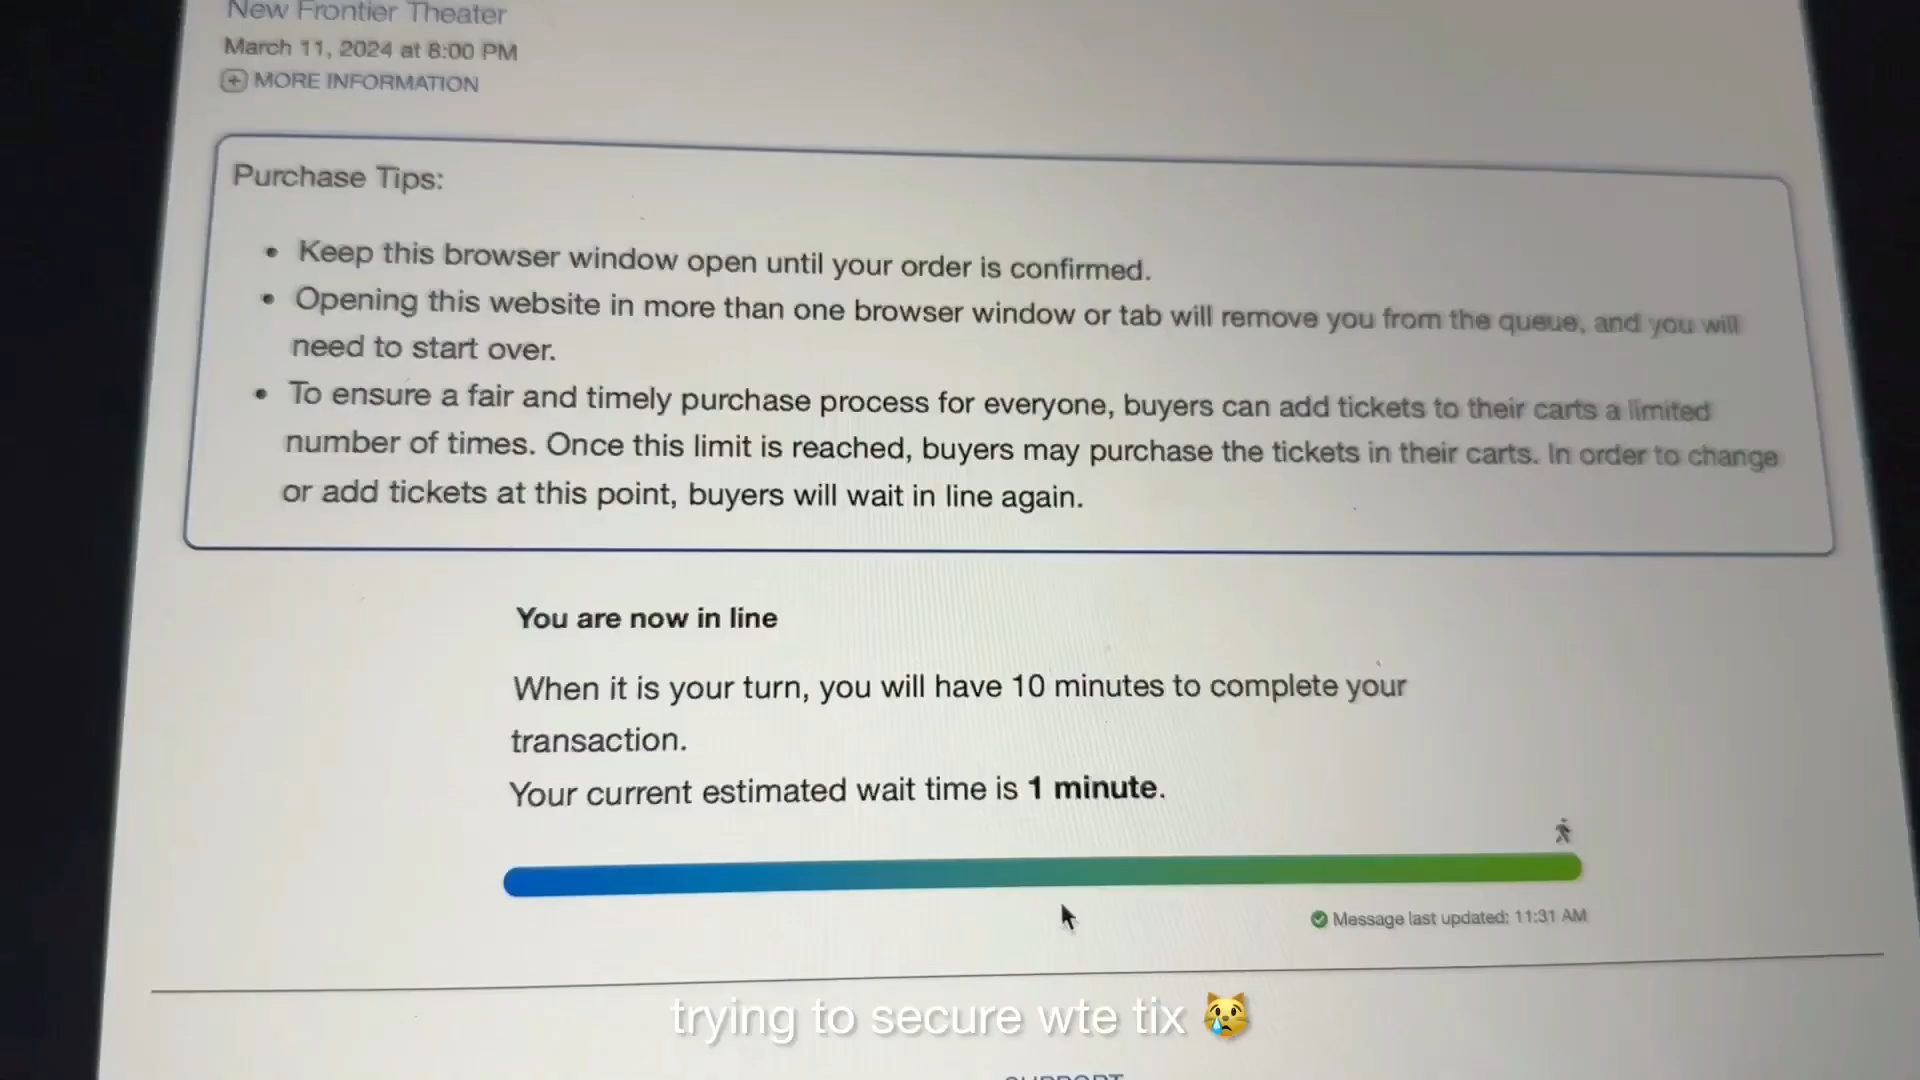 New Frontier Theater
March 11, 2024 at 8:00 PM
MORE INFORMATION
Purchase Tips:
• Keep this browser window open until your order is confirmed.
• Opening this website in more than one browser window or tab will remove you from the queue, and you will
need to start over.
• To ensure a fair and timely purchase process for everyone, buyers can add tickets to their carts a limited
number of times. Once this limit is reached, buyers may purchase the tickets in their carts. In order to change
or add tickets at this point, buyers will wait in line again.
You are now in line
When it is your turn, you will have 10 minutes to complete your
transaction.
Your current estimated wait time is 1 minute.
Message last updated: 11:31 AM
trying to secure wte tix 😿